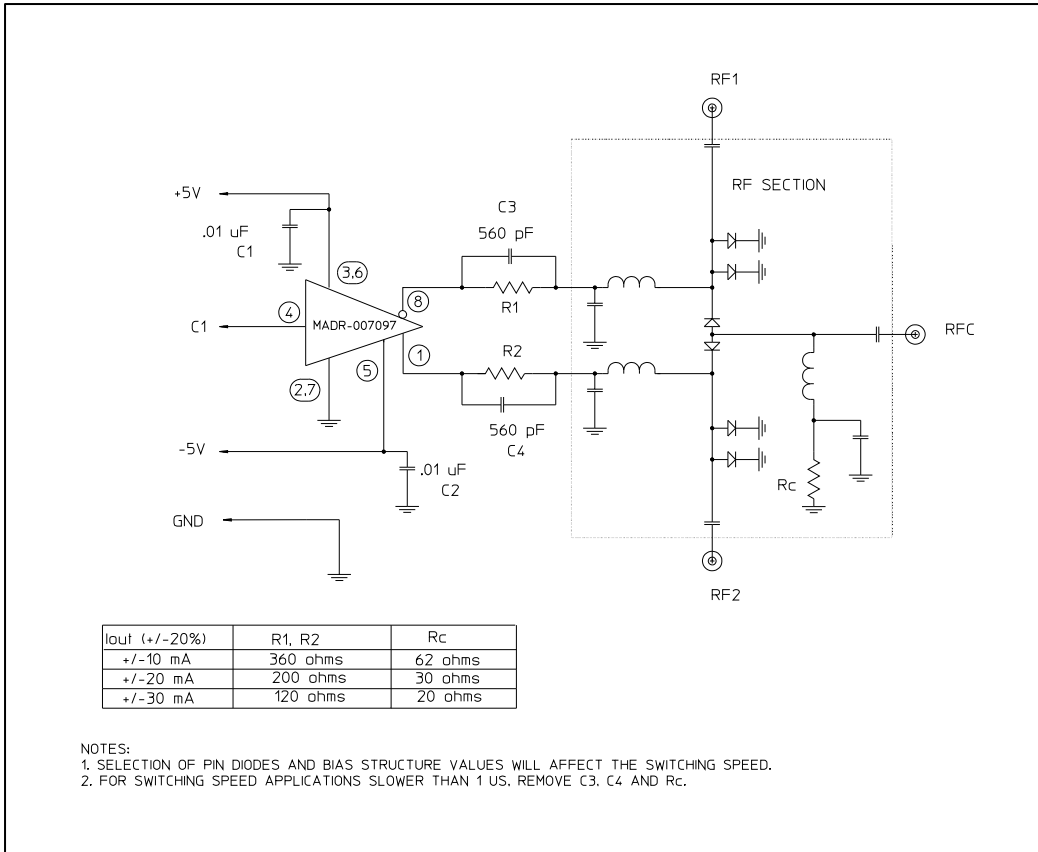 RF1
RF SECTION
+5V
C3
.01 uF
560 pF
C1
3,6
8
R1
4
MADR-007097
C1
RFC
1
R2
5
2,7
560 pF
C4
-5V
.01 uF
C2
Rc
GND
RF2
Iout (+/-20%) R1, R2 Rc
+/-10 mA 360 ohms 62 ohms
+/-20 mA 200 ohms 30 ohms
+/-30 mA 120 ohms 20 ohms
NOTES:
1. SELECTION OF PIN DIODES AND BIAS STRUCTURE VALUES WILL AFFECT THE SWITCHING SPEED.
2. FOR SWITCHING SPEED APPLICATIONS SLOWER THAN 1 US, REMOVE C3, C4 AND Rc.